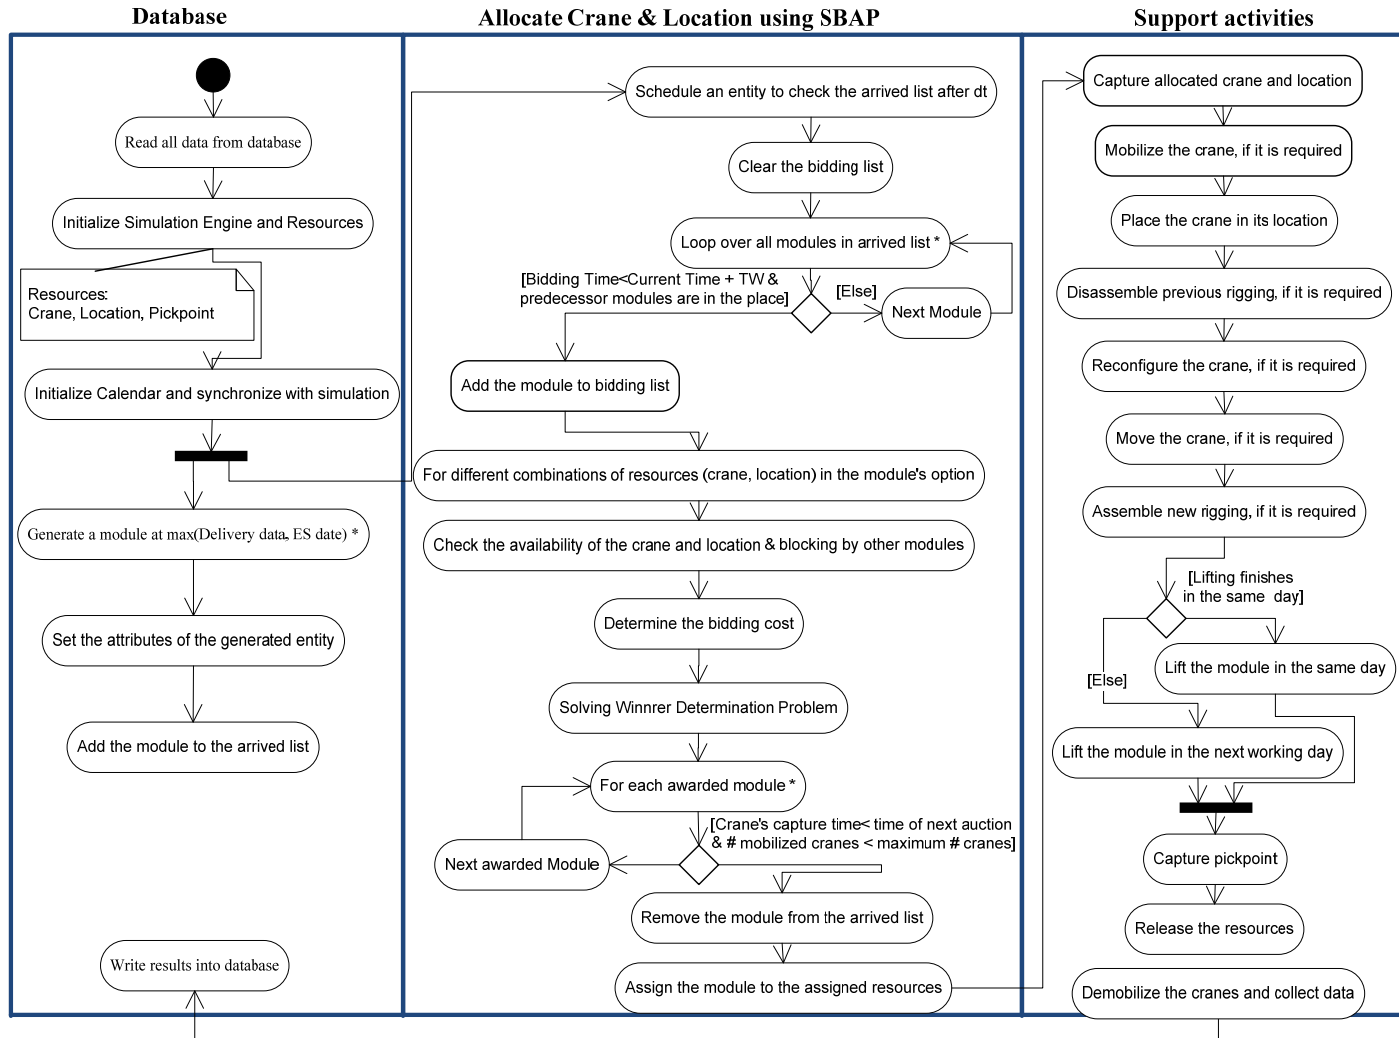 Database
Read all data from database
Initialize Simulation Engine and Resources
Resources:
Crane, Location, Pickpoint
Initialize Calendar and synchronize with simulation
Generate a module at max(Delivery data, ES date) *
Set the attributes of the generated entity
Add the module to the arrived list
Write results into database
Allocate Crane & Location using SBAP
Schedule an entity to check the arrived list after dt
Clear the bidding list
Loop over all modules in arrived list *
[Bidding Time<Current Time + TW &
predecessor modules are in the place]
[Else]
Next Module
Add the module to bidding list
For different combinations of resources (crane, location) in the module's option
Check the availability of the crane and location & blocking by other modules
Determine the bidding cost
Solving Winnrer Determination Problem
For each awarded module *
[Crane's capture time< time of next auction
& # mobilized cranes < maximum # cranes]
Next awarded Module
Remove the module from the arrived list
Assign the module to the assigned resources
Support activities
Capture allocated crane and location
Mobilize the crane, if it is required
Place the crane in its location
Disassemble previous rigging, if it is required
Reconfigure the crane, if it is required
Move the crane, if it is required
Assemble new rigging, if it is required
[Lifting finishes
in the same day]
Lift the module in the same day
[Else]
Lift the module in the next working day
Capture pickpoint
Release the resources
Demobilize the cranes and collect data